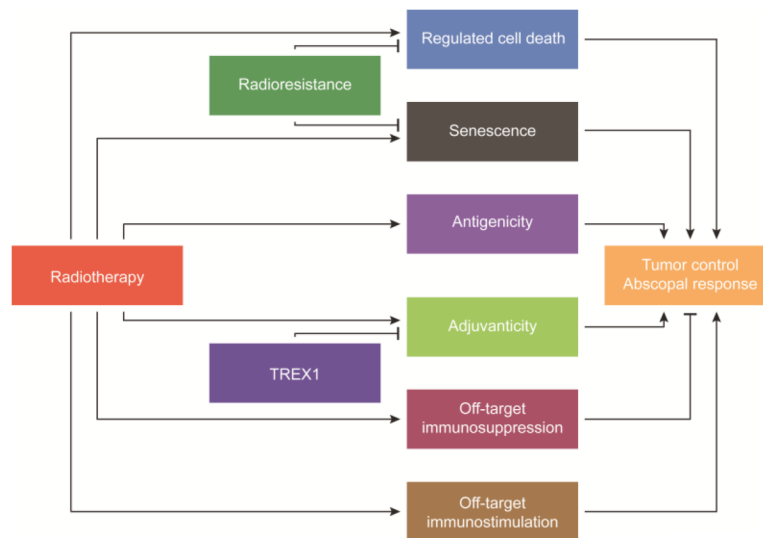 Regulated cell death
Radioresistance
Senescence
Antigenicity
Radiotherapy
Tumor control
Abscopal response
Adjuvanticity
TREX1
Off-target
immunosuppression
Off-target
immunostimulation